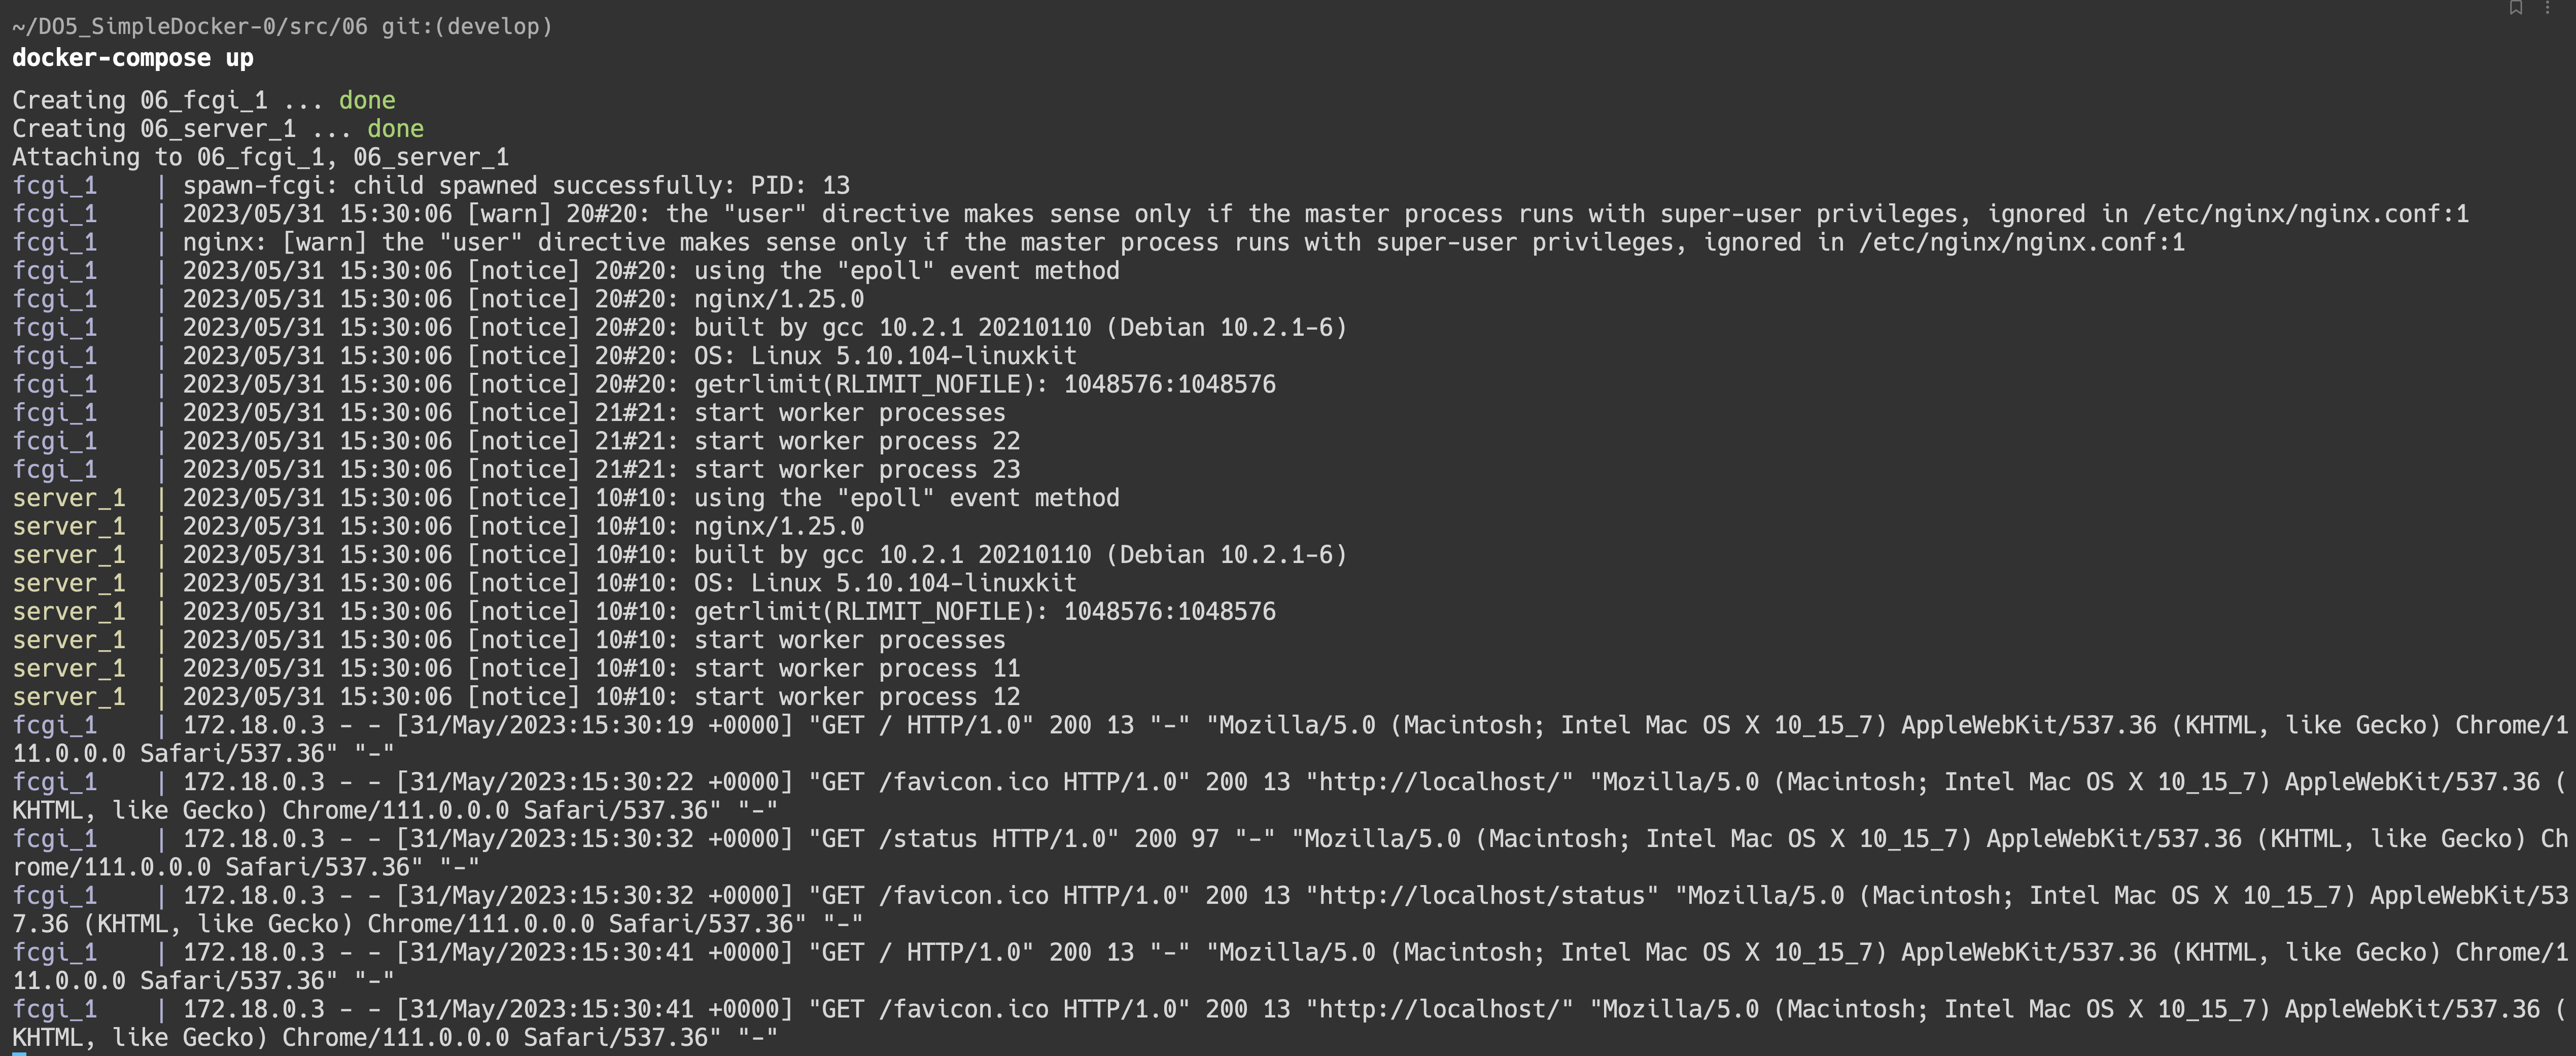 ~/DO5_SimpleDocker-0/src/06 git:(develop)
docker-compose up
Creating 06_fcgi_1 ... done
Creating 06_server_1 ... done
Attaching to 06_fcgi_1, 06_server_1
fcgi_1    | spawn-fcgi: child spawned successfully: PID: 13
fcgi_1    | 2023/05/31 15:30:06 [warn] 20#20: the "user" directive makes sense only if the master process runs with super-user privileges, ignored in /etc/nginx/nginx.conf:1
fcgi_1    | nginx: [warn] the "user" directive makes sense only if the master process runs with super-user privileges, ignored in /etc/nginx/nginx.conf:1
fcgi_1    | 2023/05/31 15:30:06 [notice] 20#20: using the "epoll" event method
fcgi_1    | 2023/05/31 15:30:06 [notice] 20#20: nginx/1.25.0
fcgi_1    | 2023/05/31 15:30:06 [notice] 20#20: built by gcc 10.2.1 20210110 (Debian 10.2.1-6)
fcgi_1    | 2023/05/31 15:30:06 [notice] 20#20: OS: Linux 5.10.104-linuxkit
fcgi_1    | 2023/05/31 15:30:06 [notice] 20#20: getrlimit(RLIMIT_NOFILE): 1048576:1048576
fcgi_1    | 2023/05/31 15:30:06 [notice] 21#21: start worker processes
fcgi_1    | 2023/05/31 15:30:06 [notice] 21#21: start worker process 22
fcgi_1    | 2023/05/31 15:30:06 [notice] 21#21: start worker process 23
server_1  | 2023/05/31 15:30:06 [notice] 10#10: using the "epoll" event method
server_1  | 2023/05/31 15:30:06 [notice] 10#10: nginx/1.25.0
server_1  | 2023/05/31 15:30:06 [notice] 10#10: built by gcc 10.2.1 20210110 (Debian 10.2.1-6)
server_1  | 2023/05/31 15:30:06 [notice] 10#10: OS: Linux 5.10.104-linuxkit
server_1  | 2023/05/31 15:30:06 [notice] 10#10: getrlimit(RLIMIT_NOFILE): 1048576:1048576
server_1  | 2023/05/31 15:30:06 [notice] 10#10: start worker processes
server_1  | 2023/05/31 15:30:06 [notice] 10#10: start worker process 11
server_1  | 2023/05/31 15:30:06 [notice] 10#10: start worker process 12
fcgi_1    | 172.18.0.3 - - [31/May/2023:15:30:19 +0000] "GET / HTTP/1.0" 200 13 "-" "Mozilla/5.0 (Macintosh; Intel Mac OS X 10_15_7) AppleWebKit/537.36 (KHTML, like Gecko) Chrome/1
11.0.0.0 Safari/537.36" "-"
fcgi_1    | 172.18.0.3 - - [31/May/2023:15:30:22 +0000] "GET /favicon.ico HTTP/1.0" 200 13 "http://localhost/" "Mozilla/5.0 (Macintosh; Intel Mac OS X 10_15_7) AppleWebKit/537.36 (
KHTML, like Gecko) Chrome/111.0.0.0 Safari/537.36" "-"
fcgi_1    | 172.18.0.3 - - [31/May/2023:15:30:32 +0000] "GET /status HTTP/1.0" 200 97 "-" "Mozilla/5.0 (Macintosh; Intel Mac OS X 10_15_7) AppleWebKit/537.36 (KHTML, like Gecko) Ch
rome/111.0.0.0 Safari/537.36" "-"
fcgi_1    | 172.18.0.3 - - [31/May/2023:15:30:32 +0000] "GET /favicon.ico HTTP/1.0" 200 13 "http://localhost/status" "Mozilla/5.0 (Macintosh; Intel Mac OS X 10_15_7) AppleWebKit/53
7.36 (KHTML, like Gecko) Chrome/111.0.0.0 Safari/537.36" "-"
fcgi_1    | 172.18.0.3 - - [31/May/2023:15:30:41 +0000] "GET / HTTP/1.0" 200 13 "-" "Mozilla/5.0 (Macintosh; Intel Mac OS X 10_15_7) AppleWebKit/537.36 (KHTML, like Gecko) Chrome/1
11.0.0.0 Safari/537.36" "-"
fcgi_1    | 172.18.0.3 - - [31/May/2023:15:30:41 +0000] "GET /favicon.ico HTTP/1.0" 200 13 "http://localhost/" "Mozilla/5.0 (Macintosh; Intel Mac OS X 10_15_7) AppleWebKit/537.36 (
KHTML, like Gecko) Chrome/111.0.0.0 Safari/537.36" "-"